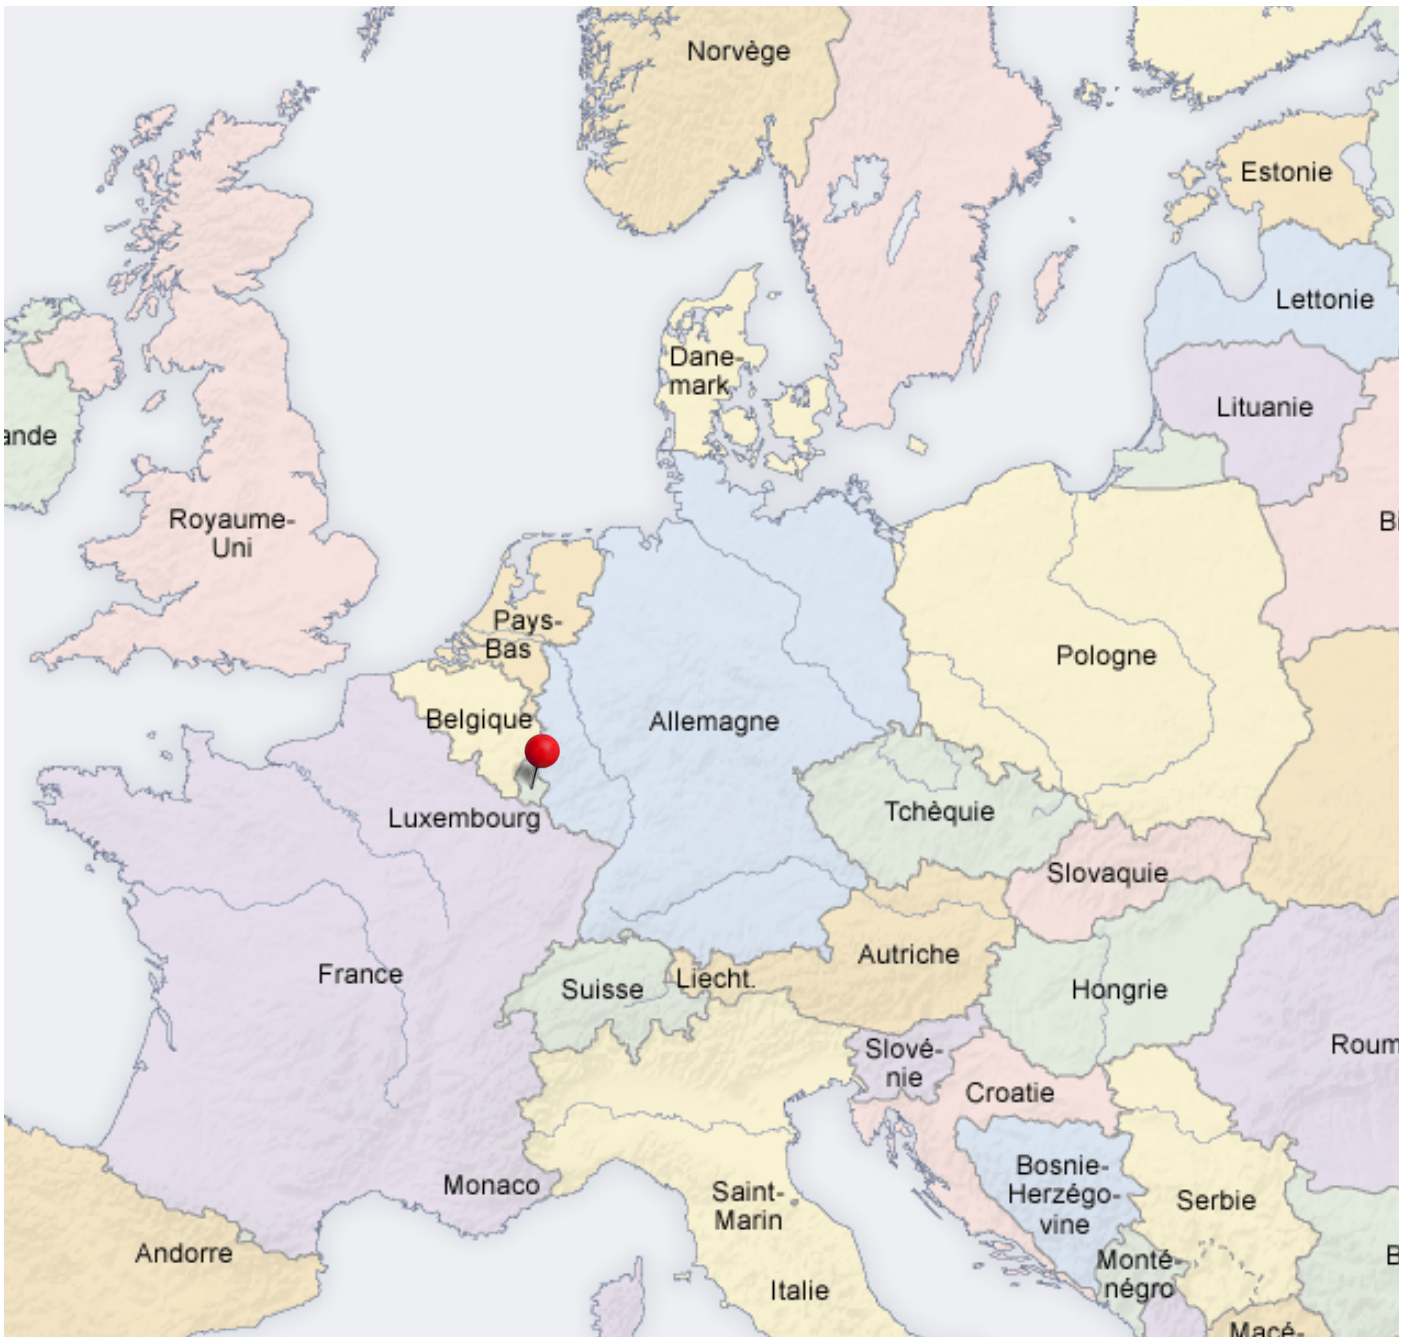 Norvège
Estonie
Lettonie
Dane-
mark
Lituanie
ande
Royaume-
Uni
B
Pays-
Bas
Pologne
Belgique
Allemagne
Tchèquie
Luxembourg
Slovaquie
Autriche
France
Liecht.
Suisse
Hongrie
Roum
Slové-
nie
Croatie
Bosnie-
Herzégo-
vine
Monaco
Saint-
Marin
Serbie
Andorre
B
Monté-
négro
Italie
Macé-